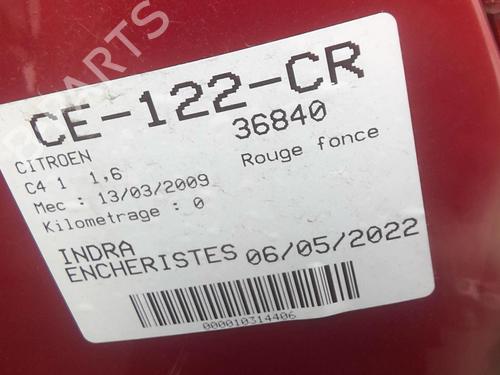 CE-122-CR
CITROEN
36840
C4 1 1,6
Rouge fonce
Mec : 13/03/2009
Kilometrage : 0
INDRA
ENCHERISTES 06/05/2022
000010314406
PARTS